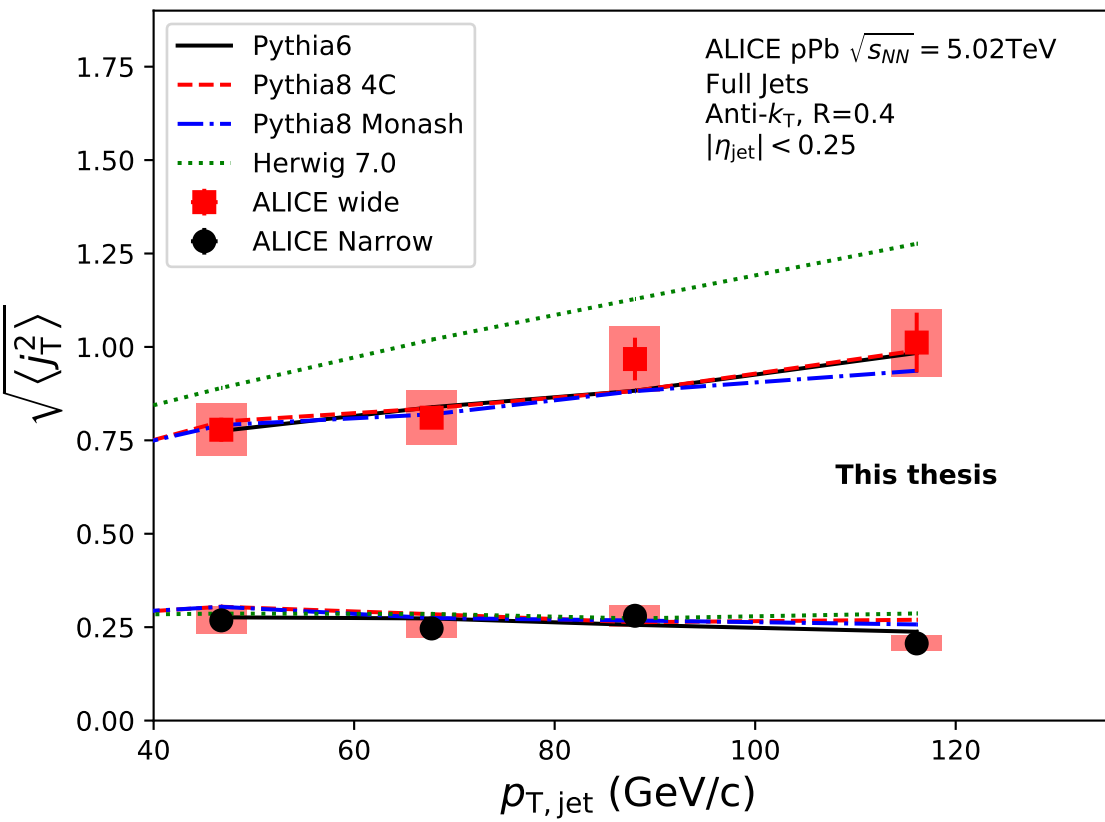 Pythia6
Pythia8 4C
Pythia8 Monash
Herwig 7.0
ALICE wide
ALICE Narrow
ALICE pPb √s_NN = 5.02TeV
Full Jets
Anti-k_T, R=0.4
|η_jet| < 0.25
This thesis
√⟨j_T^2⟩
1.75
1.50
1.25
1.00
0.75
0.50
0.25
0.00
40 60 80 100 120
p_T, jet (GeV/c)